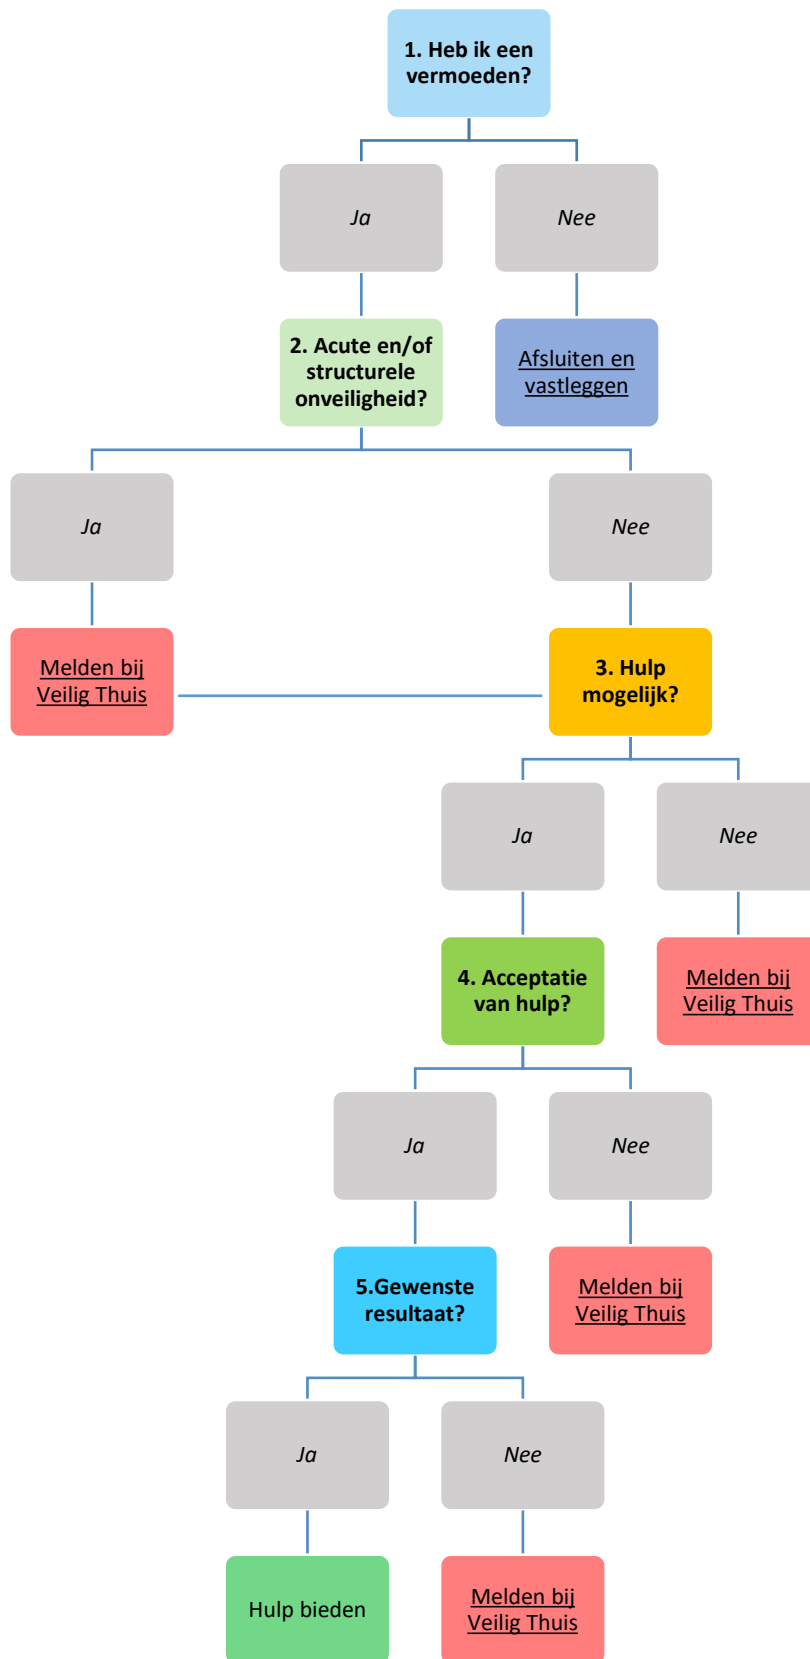 1. Heb ik een
vermoeden?
Ja
Nee
2. Acute en/of
structurele
onveiligheid?
Afsluiten en
vastleggen
Ja
Nee
Melden bij
Veilig Thuis
3. Hulp
mogelijk?
Ja
Nee
4. Acceptatie
van hulp?
Melden bij
Veilig Thuis
Ja
Nee
5.Gewenste
resultaat?
Melden bij
Veilig Thuis
Ja
Nee
Hulp bieden
Melden bij
Veilig Thuis